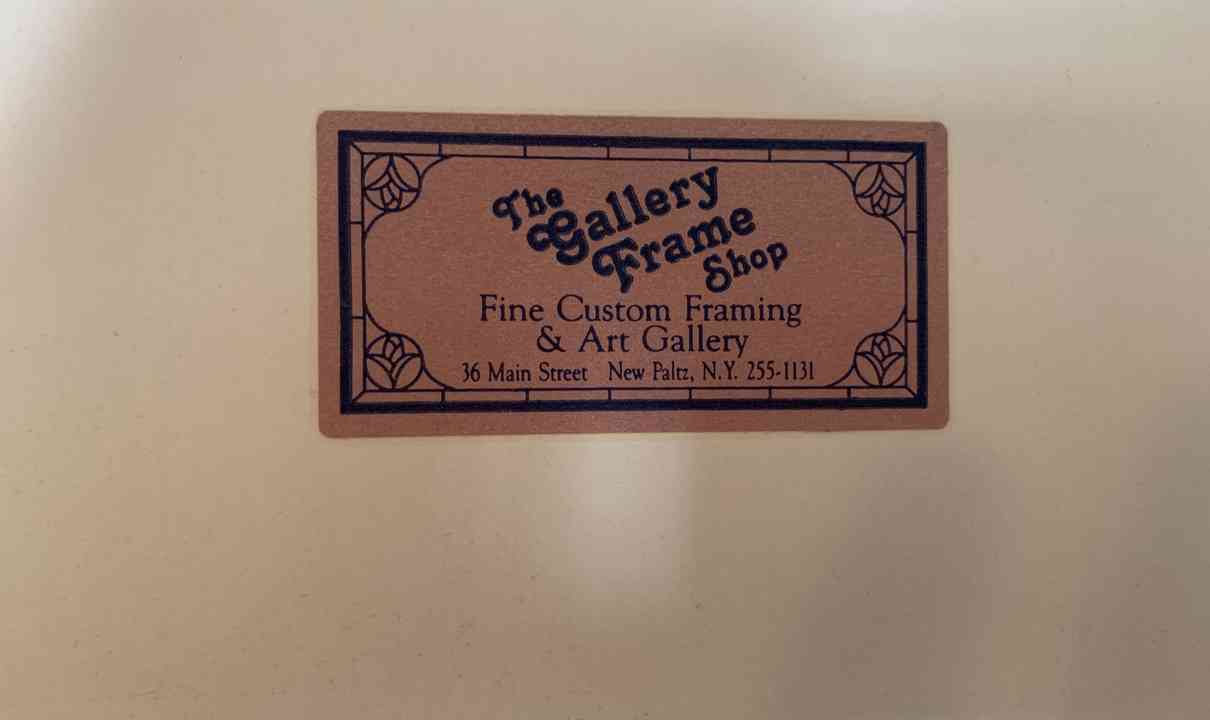 The
Gallery
Frame
Shop
Fine Custom Framing
& Art Gallery
36 Main Street New Paltz, N.Y. 255-1131